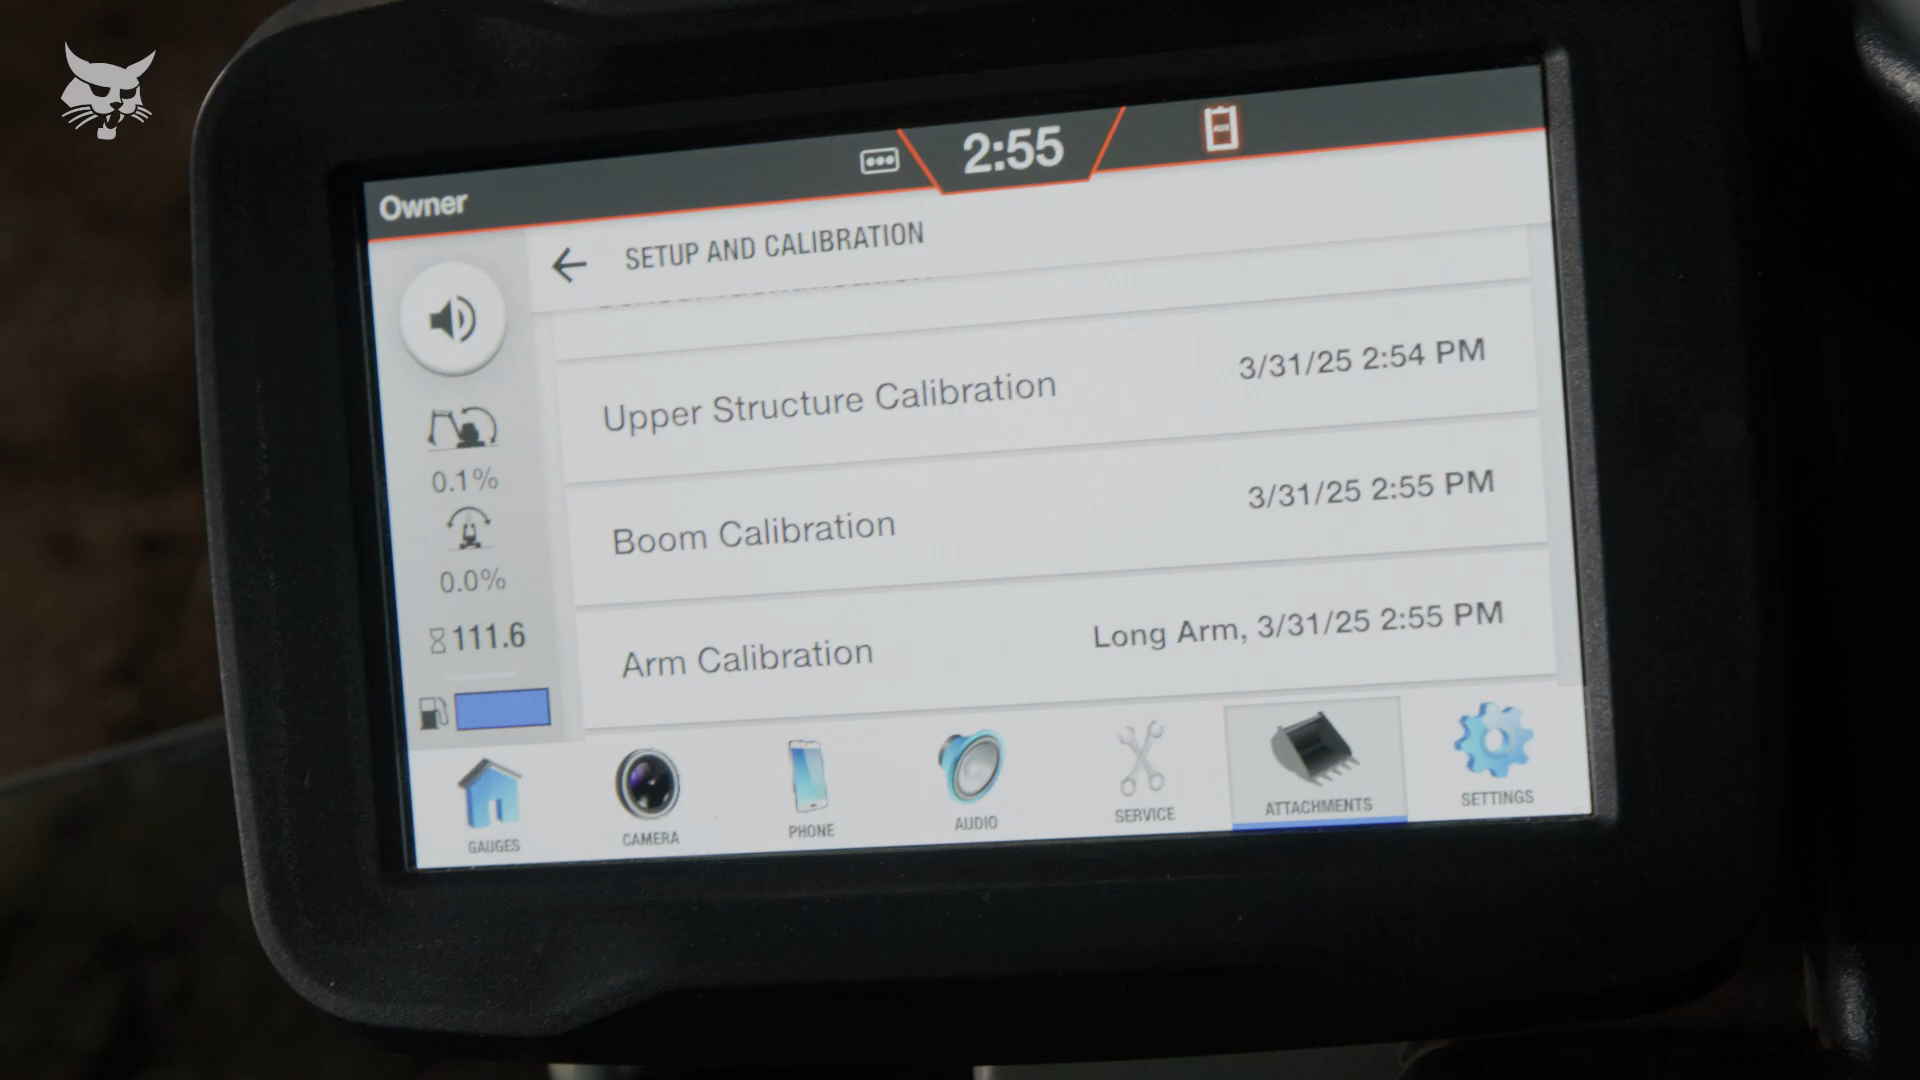 2:55
Owner
SETUP AND CALIBRATION
Upper Structure Calibration 3/31/25 2:54 PM
0.1%
Boom Calibration 3/31/25 2:55 PM
0.0%
111.6
Arm Calibration Long Arm, 3/31/25 2:55 PM
GAUGES CAMERA PHONE AUDIO SERVICE ATTACHMENTS SETTINGS